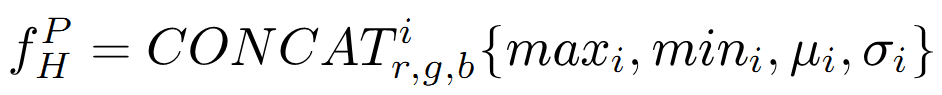 f_H^P = CONCAT_{r,g,b}^i{max_i, min_i, μ_i, σ_i}